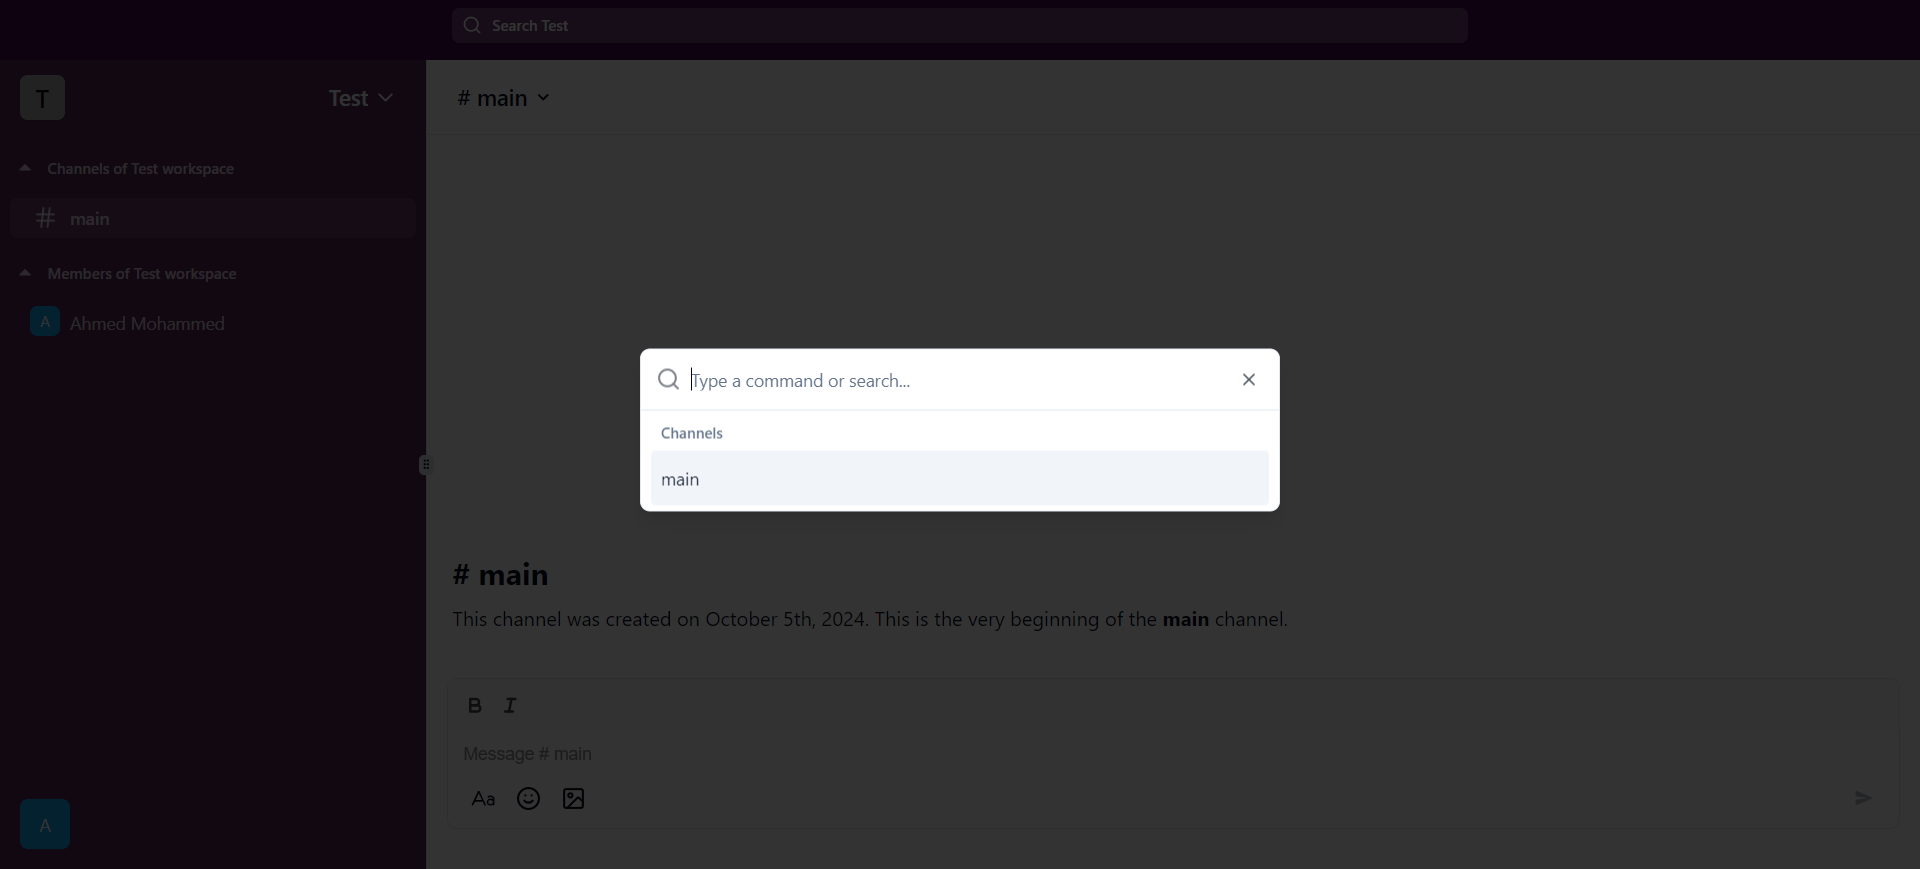 Search Test
T
Test
# main
Channels of Test workspace
# main
Members of Test workspace
A Ahmed Mohammed
Type a command or search...
Channels
main
# main
This channel was created on October 5th, 2024. This is the very beginning of the main channel.
B I
Message # main
Aa
A